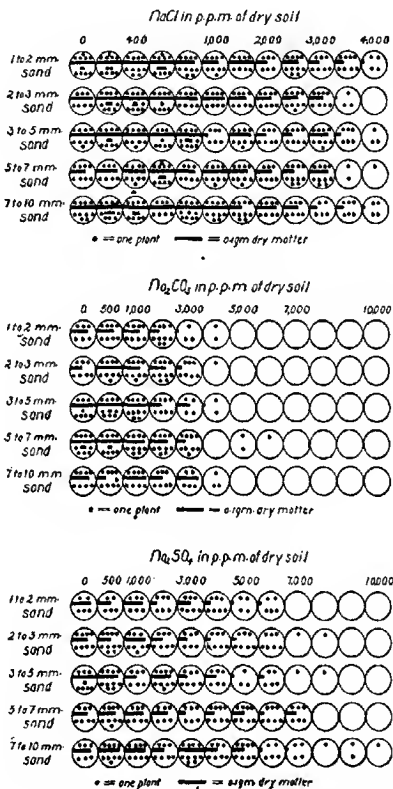 NaCl in p.p.m. of dry soil
0 400 1,000 2,000 3,000 4,000
1 to 2 mm. sand
2 to 3 mm. sand
3 to 5 mm. sand
5 to 7 mm. sand
7 to 10 mm. sand
• = one plant = 0.1gm. dry matter
Na2CO3 in p.p.m. of dry soil
0 500 1,000 3,000 5,000 7,000 10,000
1 to 2 mm. sand
2 to 3 mm. sand
3 to 5 mm. sand
5 to 7 mm. sand
7 to 10 mm. sand
• = one plant = 0.1gm. dry matter
Na2SO4 in p.p.m. of dry soil
0 500 1,000 3,000 5,000 7,000 10,000
1 to 2 mm. sand
2 to 3 mm. sand
3 to 5 mm. sand
5 to 7 mm. sand
7 to 10 mm. sand
• = one plant = 0.1gm. dry matter